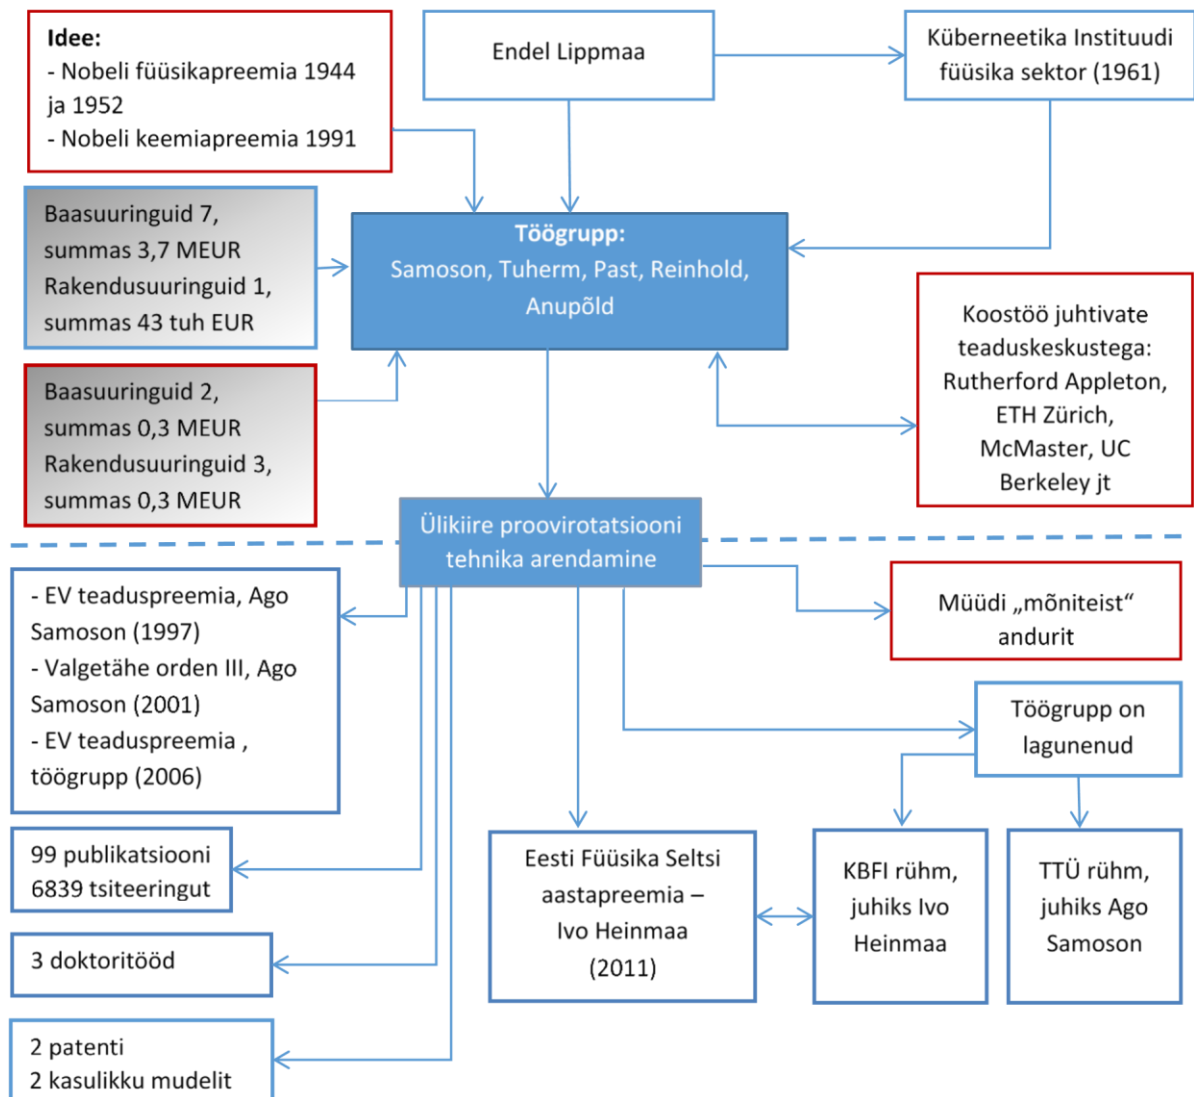 Idee:
- Nobeli füüsikapreemia 1944
ja 1952
- Nobeli keemiapreemia 1991
Endel Lippmaa
Küberneetika Instituudi
füüsika sektor (1961)
Baasuuringuid 7,
summas 3,7 MEUR
Rakendusuuringuid 1,
summas 43 tuh EUR
Töögrupp:
Samoson, Tuherm, Past, Reinhold,
Anupõld
Baasuuringuid 2,
summas 0,3 MEUR
Rakendusuuringuid 3,
summas 0,3 MEUR
Koostöö juhtivate
teaduskeskustega:
Rutherford Appleton,
ETH Zürich,
McMaster, UC
Berkeley jt
Ülikiire proovirotatsiooni
tehnika arendamine
- EV teaduspreemia, Ago
Samoson (1997)
- Valgetähe orden III, Ago
Samoson (2001)
- EV teaduspreemia ,
töögrupp (2006)
Müüdi „mõniteist“
andurit
Töögrupp on
lagunenud
99 publikatsiooni
6839 tsiteeringut
Eesti Füüsika Seltsi
aastapreemia –
Ivo Heinmaa
(2011)
KBFI rühm,
juhiks Ivo
Heinmaa
TTÜ rühm,
juhiks Ago
Samoson
3 doktoritööd
2 patenti
2 kasulikku mudelit